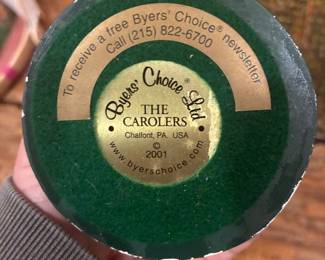 To receive a free Byers' Choice® newsletter
Call (215) 822-6700
Byers' Choice® Ltd
THE
CAROLERS
Chalfont, PA. USA
©
2001
www.byerschoice.com